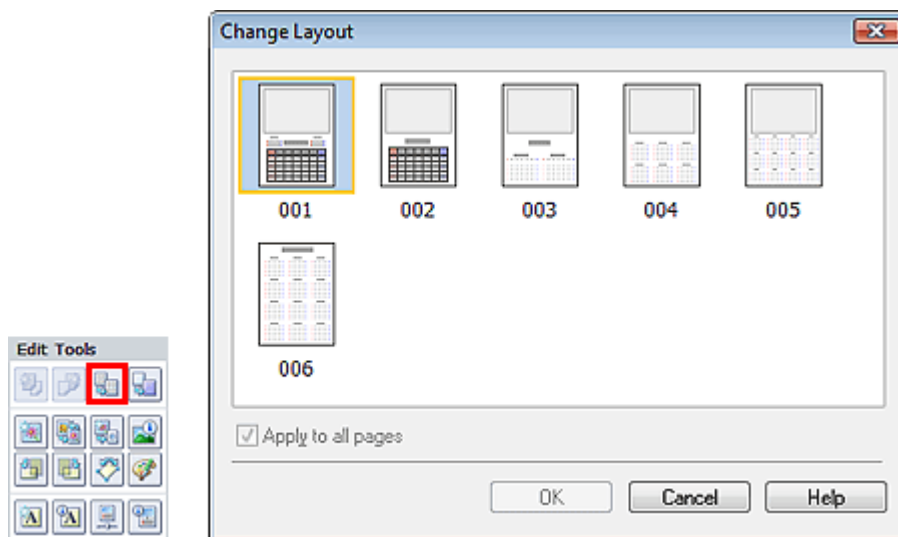 Change Layout
001 002 003 004 005
006
Edit Tools
Apply to all pages
OK Cancel Help